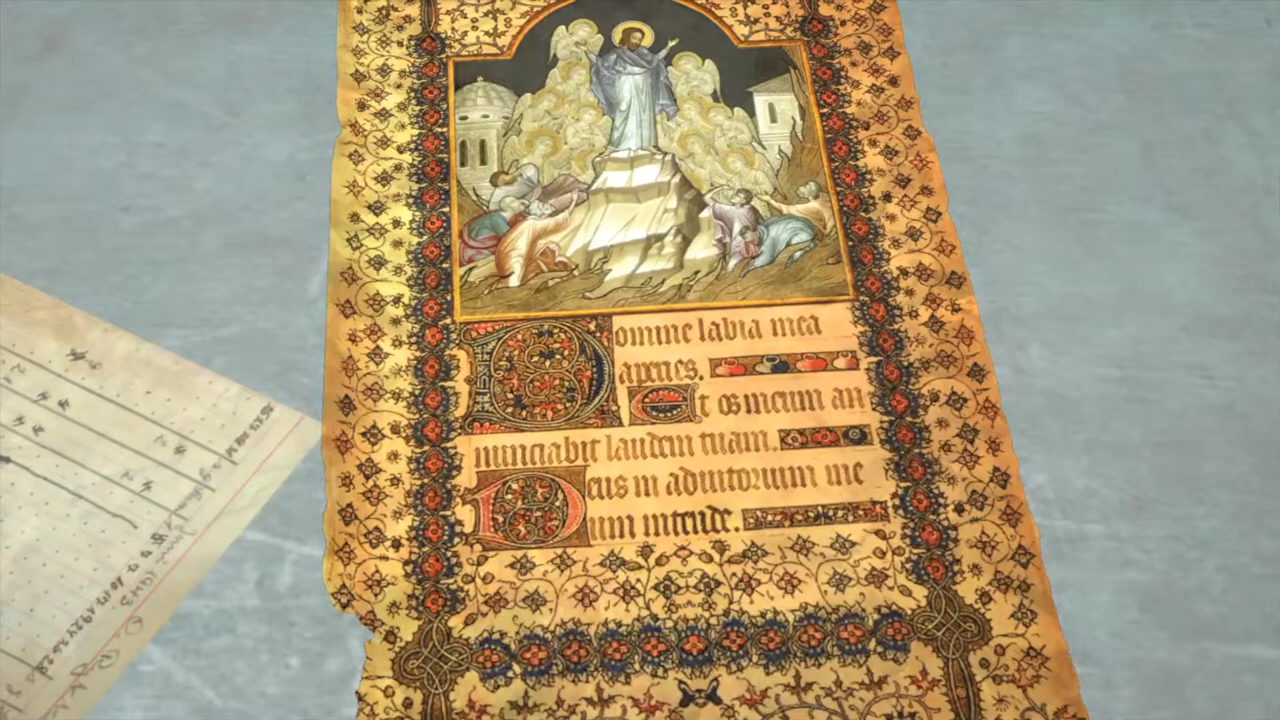 Domine labia mea
aperies.
Et os meum an-
nunciabit laudem tuam.
Deus in adiutorium me
um intende.